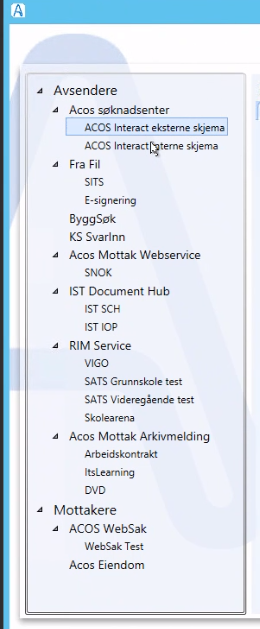 Avsendere
Acos søknadsenter
ACOS Interact eksterne skjema
ACOS Interact interne skjema
Fra Fil
SITS
E-signering
ByggSøk
KS SvarInn
Acos Mottak Webservice
SNOK
IST Document Hub
IST SCH
IST IOP
RIM Service
VIGO
SATS Grunnskole test
SATS Videregående test
Skolearena
Acos Mottak Arkivmelding
Arbeidskontrakt
ItsLearning
DVD
Mottakere
ACOS WebSak
WebSak Test
Acos Eiendom